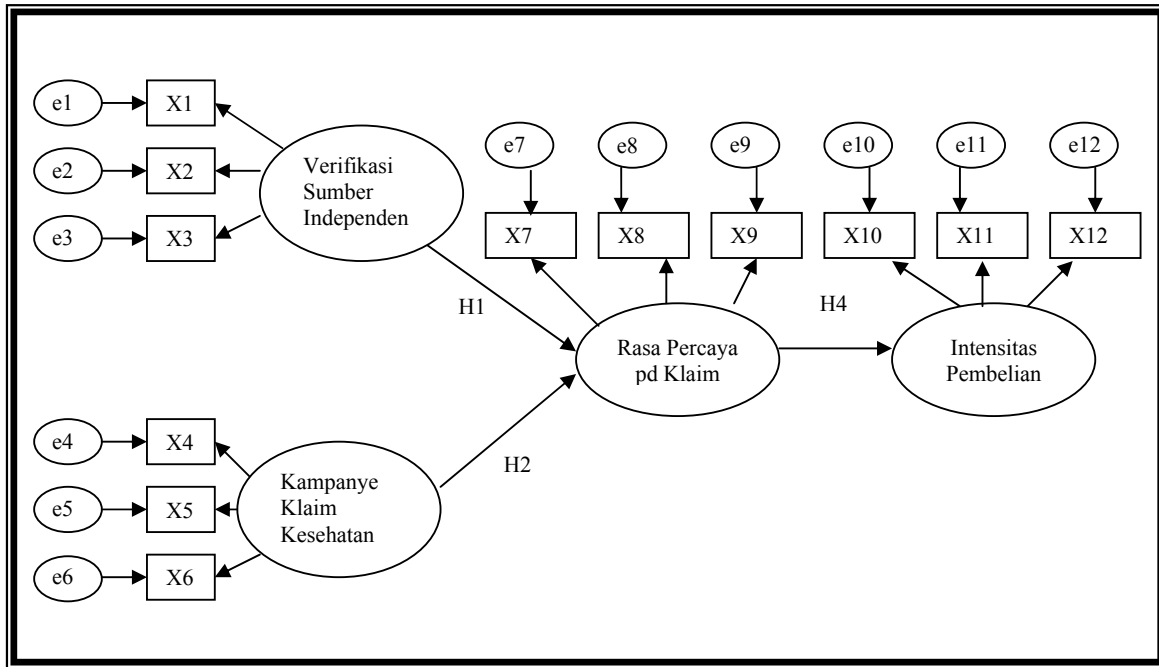 e1
X1
e2
X2
e3
X3
Verifikasi
Sumber
Independen
e7
e8
e9
e10
e11
e12
X7
X8
X9
X10
X11
X12
H1
H4
Rasa Percaya
pd Klaim
Intensitas
Pembelian
e4
X4
e5
X5
e6
X6
Kampanye
Klaim
Kesehatan
H2